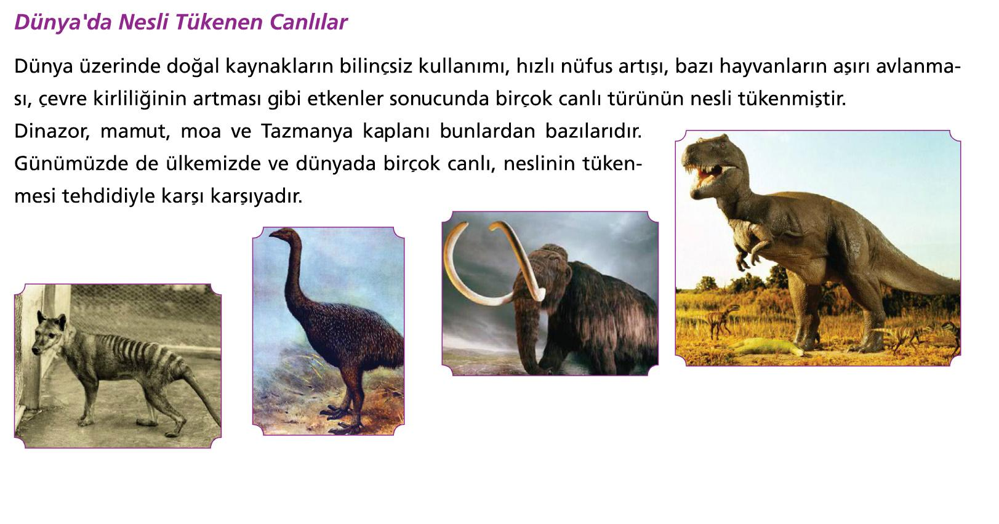 Dünya'da Nesli Tükenen Canlılar
Dünya üzerinde doğal kaynakların bilinçsiz kullanımı, hızlı nüfus artışı, bazı hayvanların aşırı avlanma-
sı, çevre kirliliğinin artması gibi etkenler sonucunda birçok canlı türünün nesli tükenmiştir.
Dinazor, mamut, moa ve Tazmanya kaplanı bunlardan bazılarıdır.
Günümüzde de ülkemizde ve dünyada birçok canlı, neslinin tüken-
mesi tehdidiyle karşı karşıyadır.